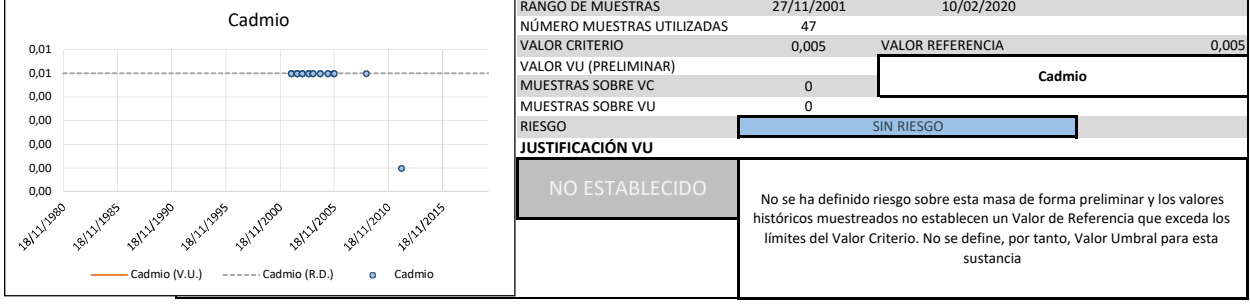 Cadmio
0,01
0,01
0,00
0,00
0,00
0,00
0,00
18/11/1980
18/11/1985
18/11/1990
18/11/1995
18/11/2000
18/11/2005
18/11/2010
18/11/2015
Cadmio (V.U.) Cadmio (R.D.) Cadmio
RANGO DE MUESTRAS 27/11/2001 10/02/2020
NÚMERO MUESTRAS UTILIZADAS 47
VALOR CRITERIO 0,005 VALOR REFERENCIA 0,005
VALOR VU (PRELIMINAR)
Cadmio
MUESTRAS SOBRE VC 0
MUESTRAS SOBRE VU 0
RIESGO SIN RIESGO
JUSTIFICACIÓN VU
NO ESTABLECIDO
No se ha definido riesgo sobre esta masa de forma preliminar y los valores
históricos muestreados no establecen un Valor de Referencia que exceda los
límites del Valor Criterio. No se define, por tanto, Valor Umbral para esta
sustancia